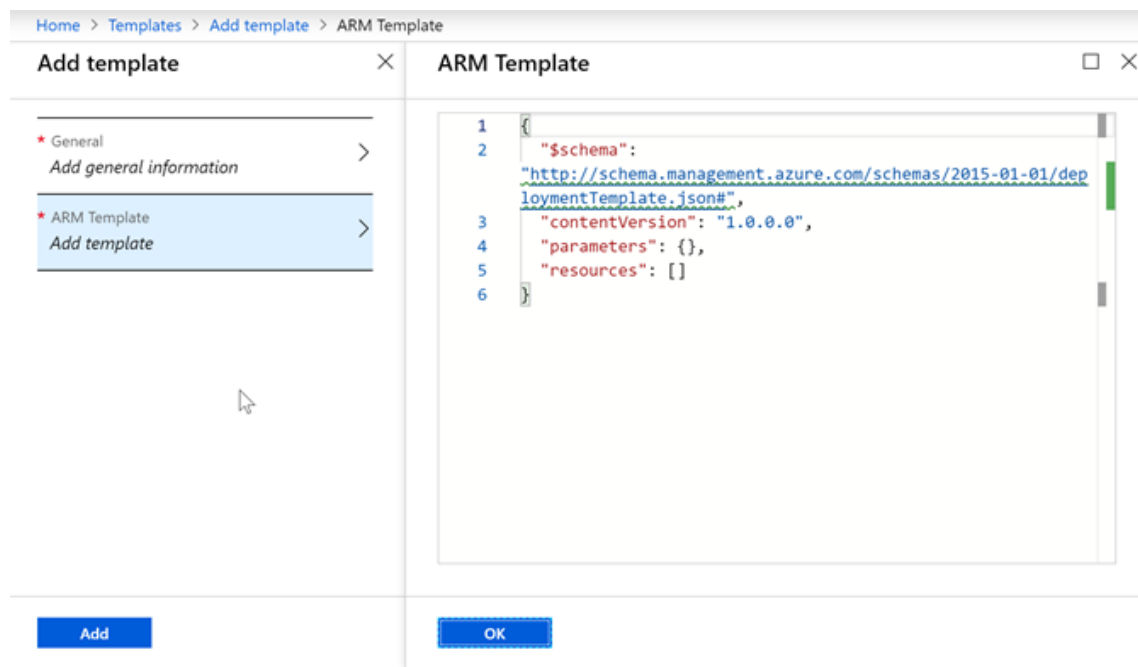 Home > Templates > Add template > ARM Template
Add template
* General
Add general information
* ARM Template
Add template
Add
ARM Template
1 {
2 "$schema":
"http://schema.management.azure.com/schemas/2015-01-01/dep
loymentTemplate.json#",
3 "contentVersion": "1.0.0.0",
4 "parameters": {},
5 "resources": []
6 }
OK